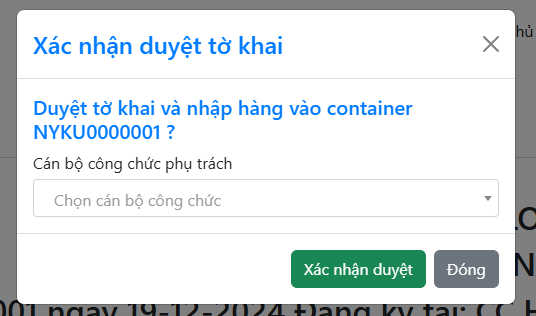 Xác nhận duyệt tờ khai
hủ
Duyệt tờ khai và nhập hàng vào container
NYKU0000001 ?
Cán bộ công chức phụ trách
Chọn cán bộ công chức
LO
N
Xác nhận duyệt
Đóng
001 ngày 19-12-2024 Đăng ký tại: CC H